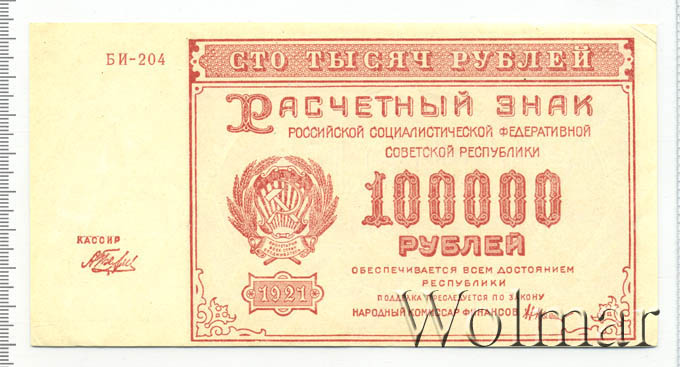 БИ-204
СТО ТЫСЯЧ РУБЛЕЙ
РАСЧЕТНЫЙ ЗНАК
РОССИЙСКОЙ СОЦИАЛИСТИЧЕСКОЙ ФЕДЕРАТИВНОЙ
СОВЕТСКОЙ РЕСПУБЛИКИ
100000
РУБЛЕЙ
КАССИР
1921
ОБЕСПЕЧИВАЕТСЯ ВСЕМ ДОСТОЯНИЕМ
РЕСПУБЛИКИ
ПОДДЕЛКА ПРЕСЛЕДУЕТСЯ ПО ЗАКОНУ
НАРОДНЫЙ КОМИССАР ФИНАНСОВ
Wolmar